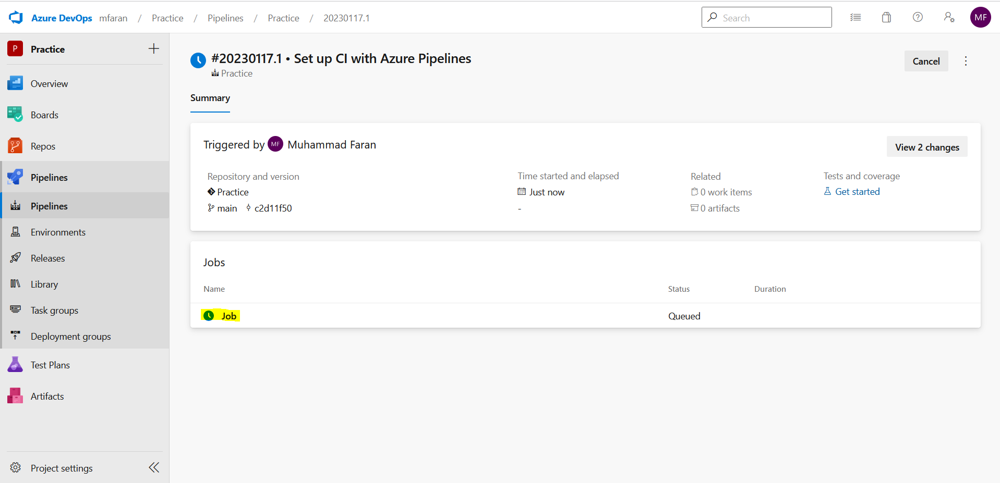 Azure DevOps mfaran / Practice / Pipelines / Practice / 20230117.1
Search
MF
P Practice
Overview
Boards
Repos
Pipelines
Pipelines
Environments
Releases
Library
Task groups
Deployment groups
Test Plans
Artifacts
Project settings
#20230117.1 • Set up CI with Azure Pipelines
Practice
Cancel
Summary
Triggered by MF Muhammad Faran
View 2 changes
Repository and version
Practice
main c2d11f50
Time started and elapsed
Just now
-
Related
0 work items
0 artifacts
Tests and coverage
Get started
Jobs
Name Status Duration
Job Queued